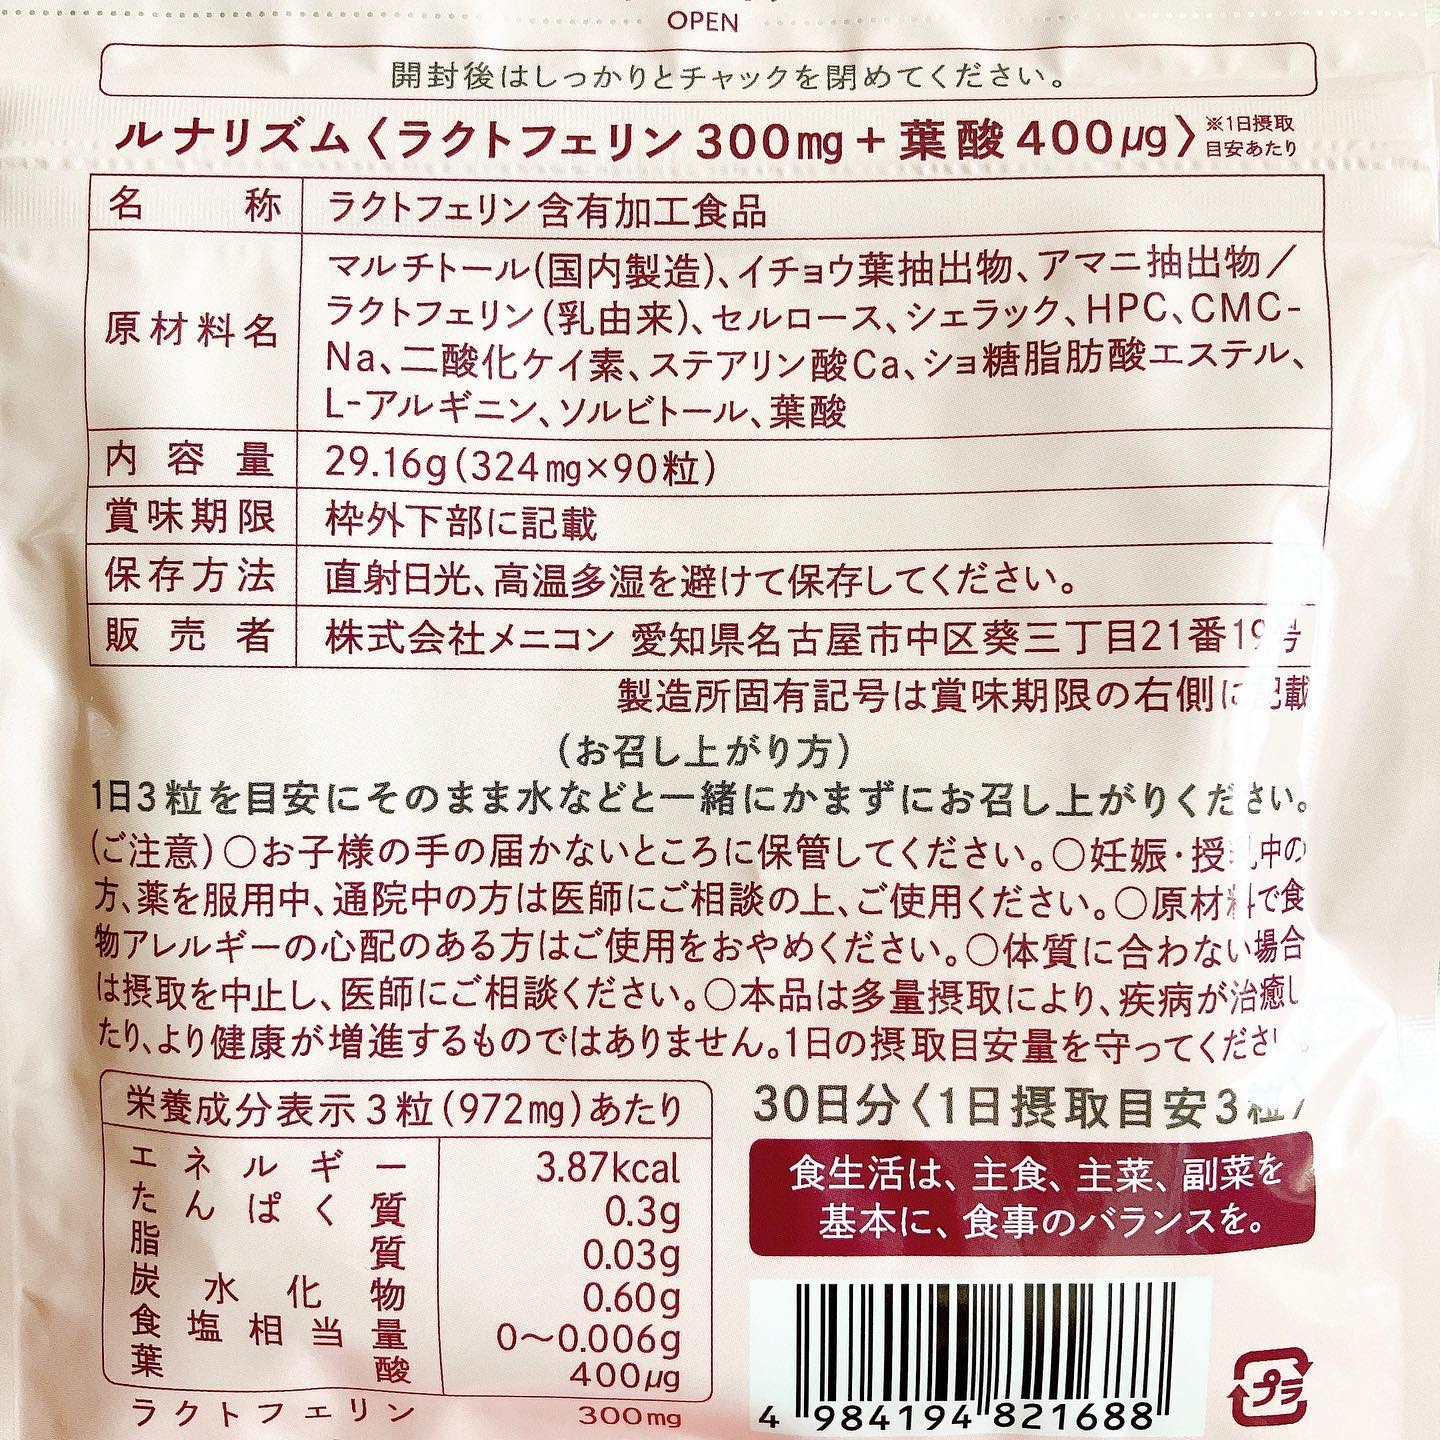 OPEN
開封後はしっかりとチャックを閉めてください。
ルナリズム〈ラクトフェリン300mg+葉酸400μg〉※1日摂取
目安あたり
名称 ラクトフェリン含有加工食品
原材料名 マルチトール(国内製造)、イチョウ葉抽出物、アマニ抽出物／
ラクトフェリン(乳由来)、セルロース、シェラック、HPC、CMC-
Na、二酸化ケイ素、ステアリン酸Ca、ショ糖脂肪酸エステル、
L-アルギニン、ソルビトール、葉酸
内容量 29.16g(324mg×90粒)
賞味期限 枠外下部に記載
保存方法 直射日光、高温多湿を避けて保存してください。
販売者 株式会社メニコン 愛知県名古屋市中区葵三丁目21番19号
製造所固有記号は賞味期限の右側に記載
(お召し上がり方)
1日3粒を目安にそのまま水などと一緒にかまずにお召し上がりください。
(ご注意)○お子様の手の届かないところに保管してください。○妊娠・授乳中の
方、薬を服用中、通院中の方は医師にご相談の上、ご使用ください。○原材料で食
物アレルギーの心配のある方はご使用をおやめください。○体質に合わない場合
は摂取を中止し、医師にご相談ください。○本品は多量摂取により、疾病が治癒し
たり、より健康が増進するものではありません。1日の摂取目安量を守ってください。
栄養成分表示3粒(972mg)あたり
エネルギー 3.87kcal
たんぱく質 0.3g
脂質 0.03g
炭水化物 0.60g
食塩相当量 0〜0.006g
葉酸 400μg
ラクトフェリン 300mg
30日分〈1日摂取目安3粒〉
食生活は、主食、主菜、副菜を
基本に、食事のバランスを。
4 984194 821688
プラ